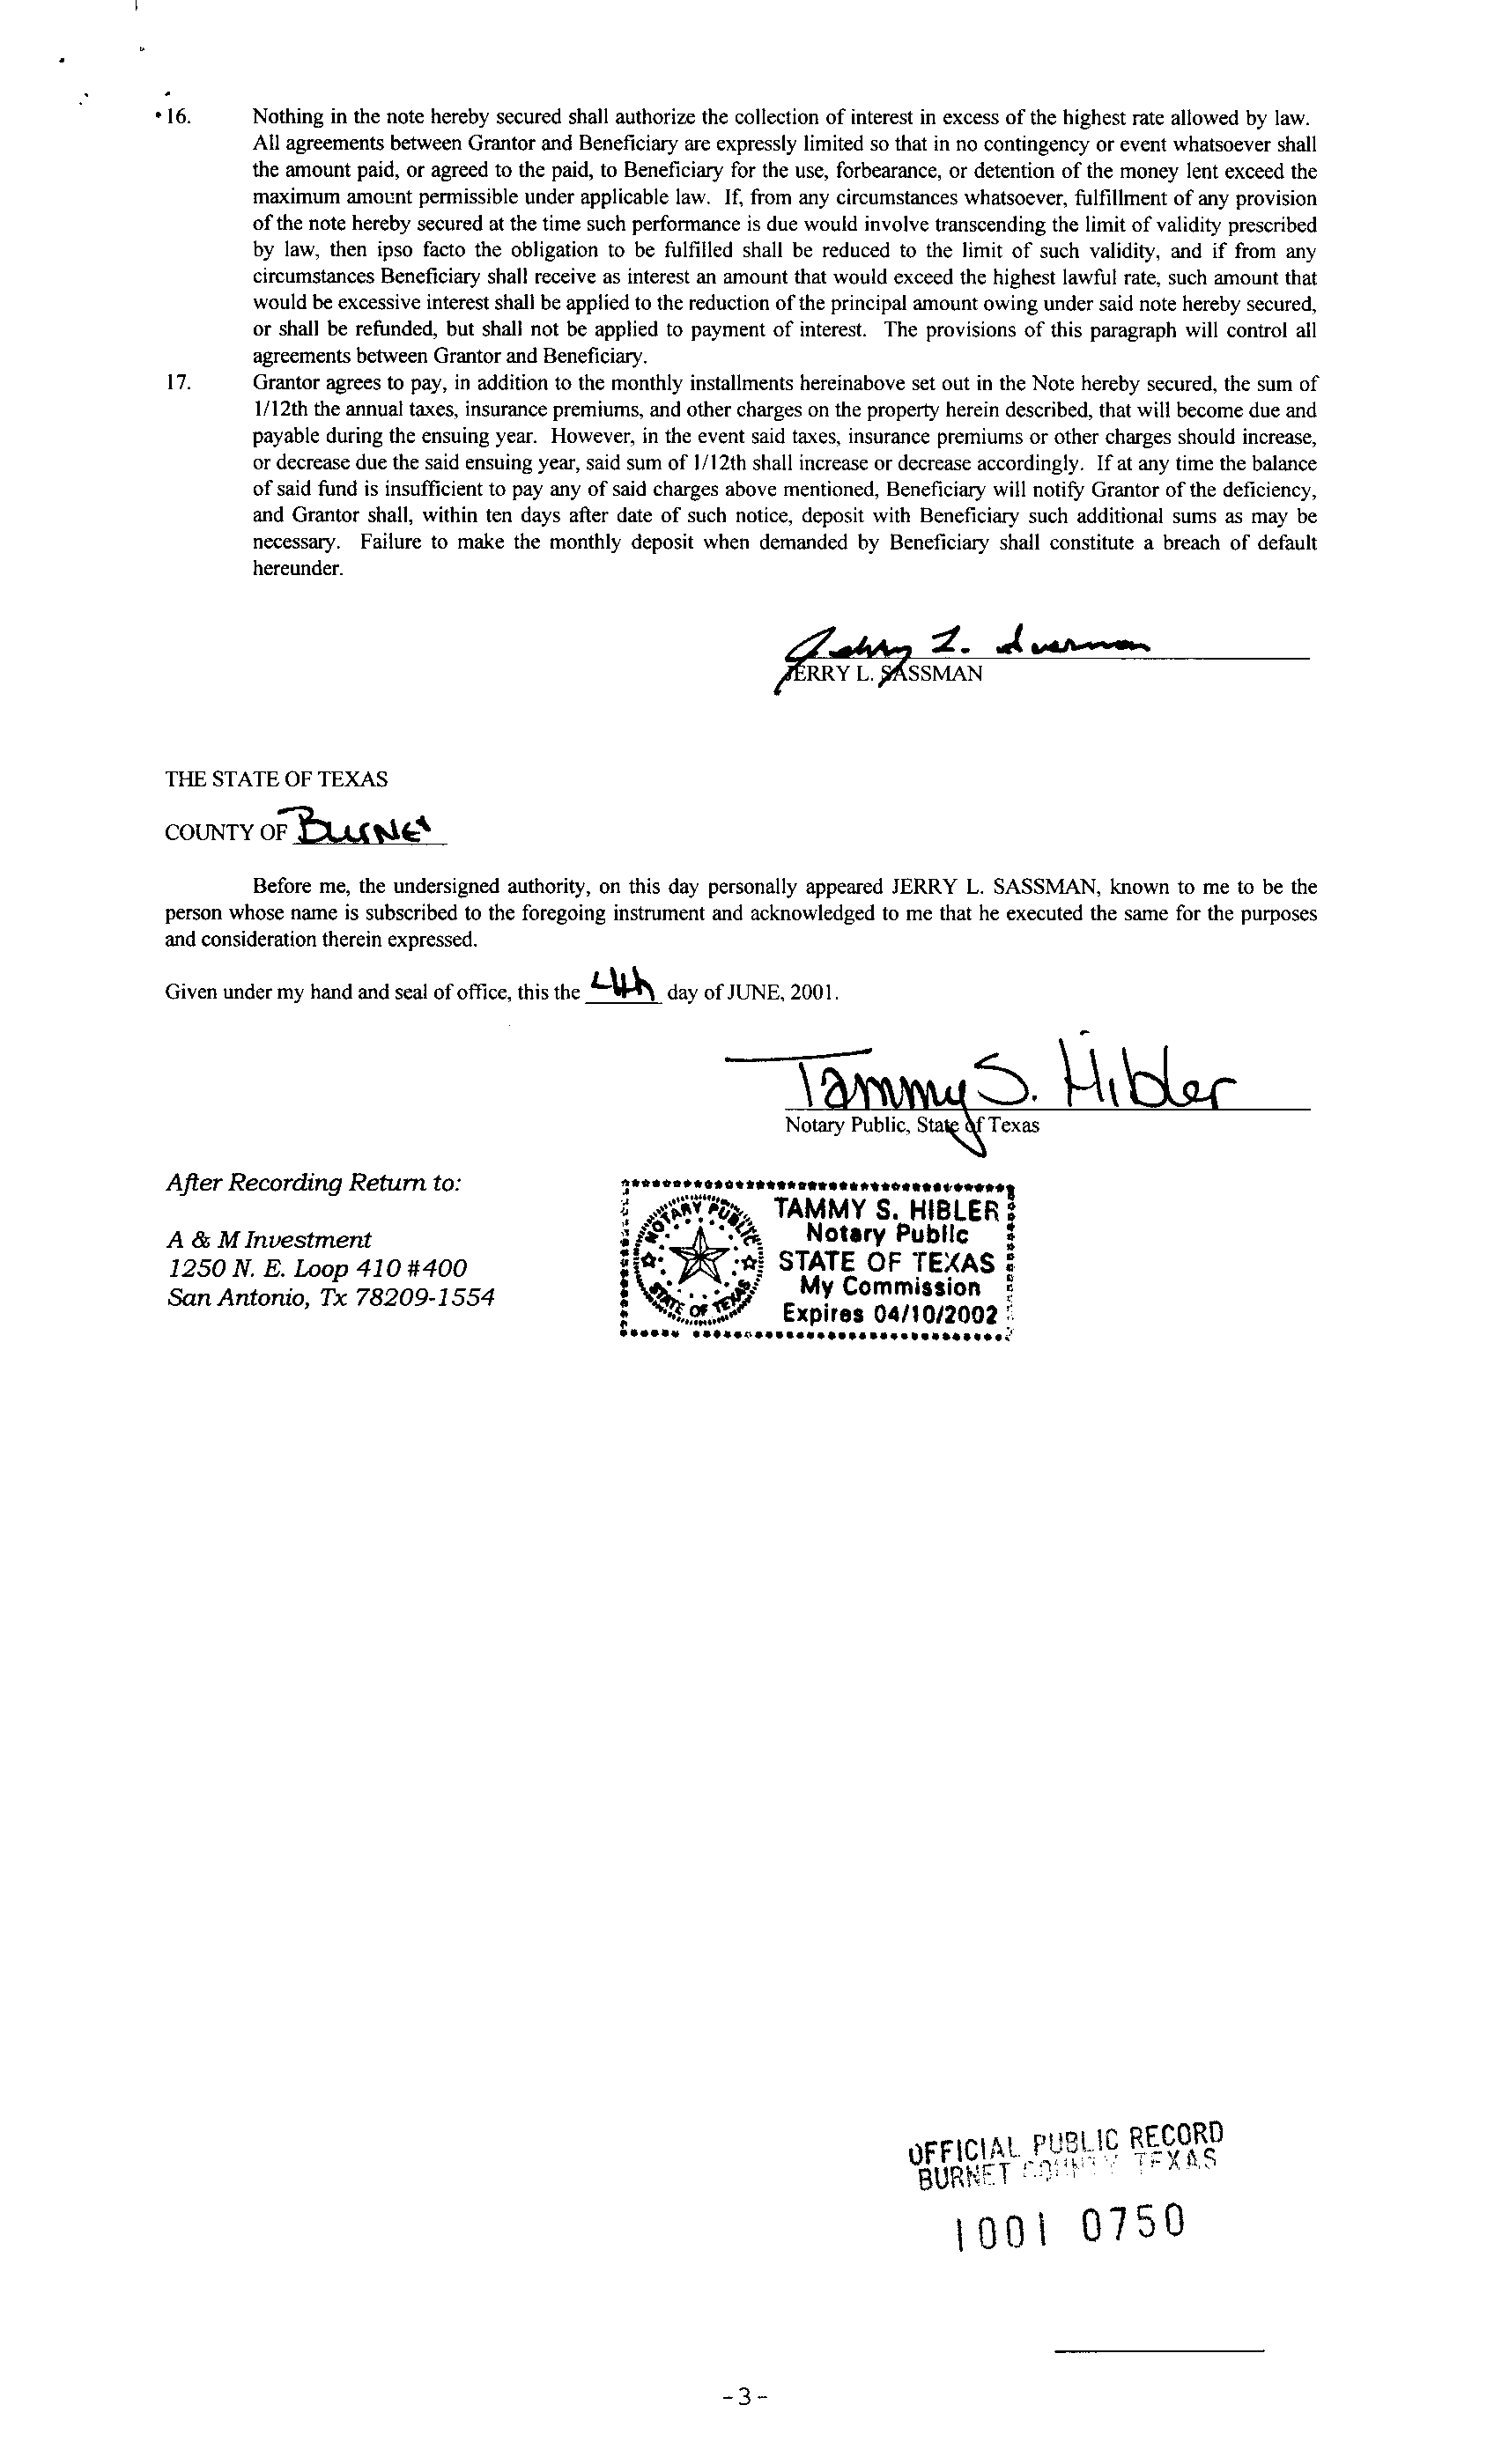 16. Nothing in the note hereby secured shall authorize the collection of interest in excess of the highest rate allowed by law.
All agreements between Grantor and Beneficiary are expressly limited so that in no contingency or event whatsoever shall
the amount paid, or agreed to the paid, to Beneficiary for the use, forbearance, or detention of the money lent exceed the
maximum amount permissible under applicable law. If, from any circumstances whatsoever, fulfillment of any provision
of the note hereby secured at the time such performance is due would involve transcending the limit of validity prescribed
by law, then ipso facto the obligation to be fulfilled shall be reduced to the limit of such validity, and if from any
circumstances Beneficiary shall receive as interest an amount that would exceed the highest lawful rate, such amount that
would be excessive interest shall be applied to the reduction of the principal amount owing under said note hereby secured,
or shall be refunded, but shall not be applied to payment of interest. The provisions of this paragraph will control all
agreements between Grantor and Beneficiary.
17. Grantor agrees to pay, in addition to the monthly installments hereinabove set out in the Note hereby secured, the sum of
1/12th the annual taxes, insurance premiums, and other charges on the property herein described, that will become due and
payable during the ensuing year. However, in the event said taxes, insurance premiums or other charges should increase,
or decrease due the said ensuing year, said sum of 1/12th shall increase or decrease accordingly. If at any time the balance
of said fund is insufficient to pay any of said charges above mentioned, Beneficiary will notify Grantor of the deficiency,
and Grantor shall, within ten days after date of such notice, deposit with Beneficiary such additional sums as may be
necessary. Failure to make the monthly deposit when demanded by Beneficiary shall constitute a breach of default
hereunder.
JERRY L. SASSMAN
THE STATE OF TEXAS
COUNTY OF Burnet
Before me, the undersigned authority, on this day personally appeared JERRY L. SASSMAN, known to me to be the
person whose name is subscribed to the foregoing instrument and acknowledged to me that he executed the same for the purposes
and consideration therein expressed.
Given under my hand and seal of office, this the 4th day of JUNE, 2001.
Tammy S. Hibler
Notary Public, State of Texas
After Recording Return to:
A & M Investment
1250 N. E. Loop 410 #400
San Antonio, Tx 78209-1554
NOTARY PUBLIC
STATE OF TEXAS
TAMMY S. HIBLER
Notary Public
STATE OF TEXAS
My Commission
Expires 04/10/2002
OFFICIAL PUBLIC RECORD
BURNET COUNTY TEXAS
1001 0750
-3-